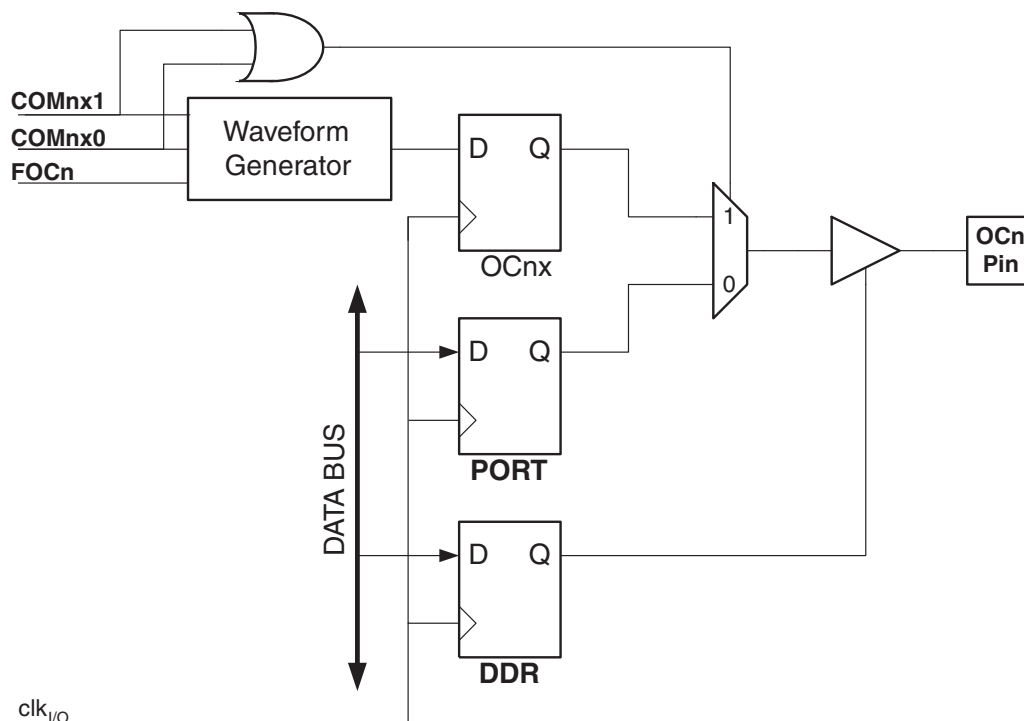 COMnx1
COMnx0
FOCn
Waveform
Generator
D Q
OCnx
1
0
OCn
Pin
D Q
PORT
DATA BUS
D Q
DDR
clkI/O